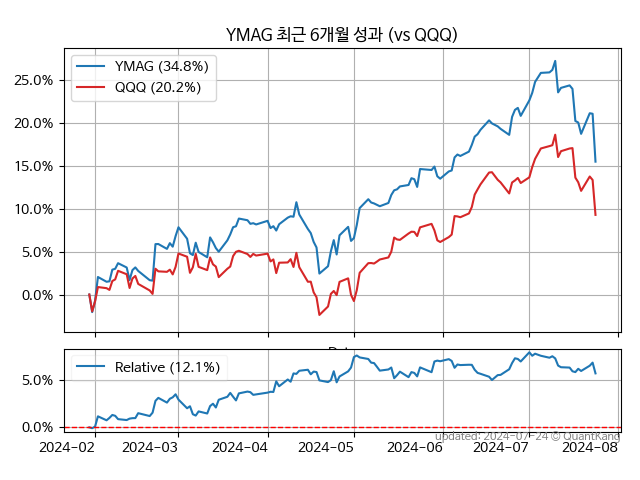 YMAG 최근 6개월 성과 (vs QQQ)
YMAG (34.8%)
QQQ (20.2%)
25.0%
20.0%
15.0%
10.0%
5.0%
0.0%
Relative (12.1%)
5.0%
0.0%
updated: 2024-07-24 © QuantKang
2024-02 2024-03 2024-04 2024-05 2024-06 2024-07 2024-08